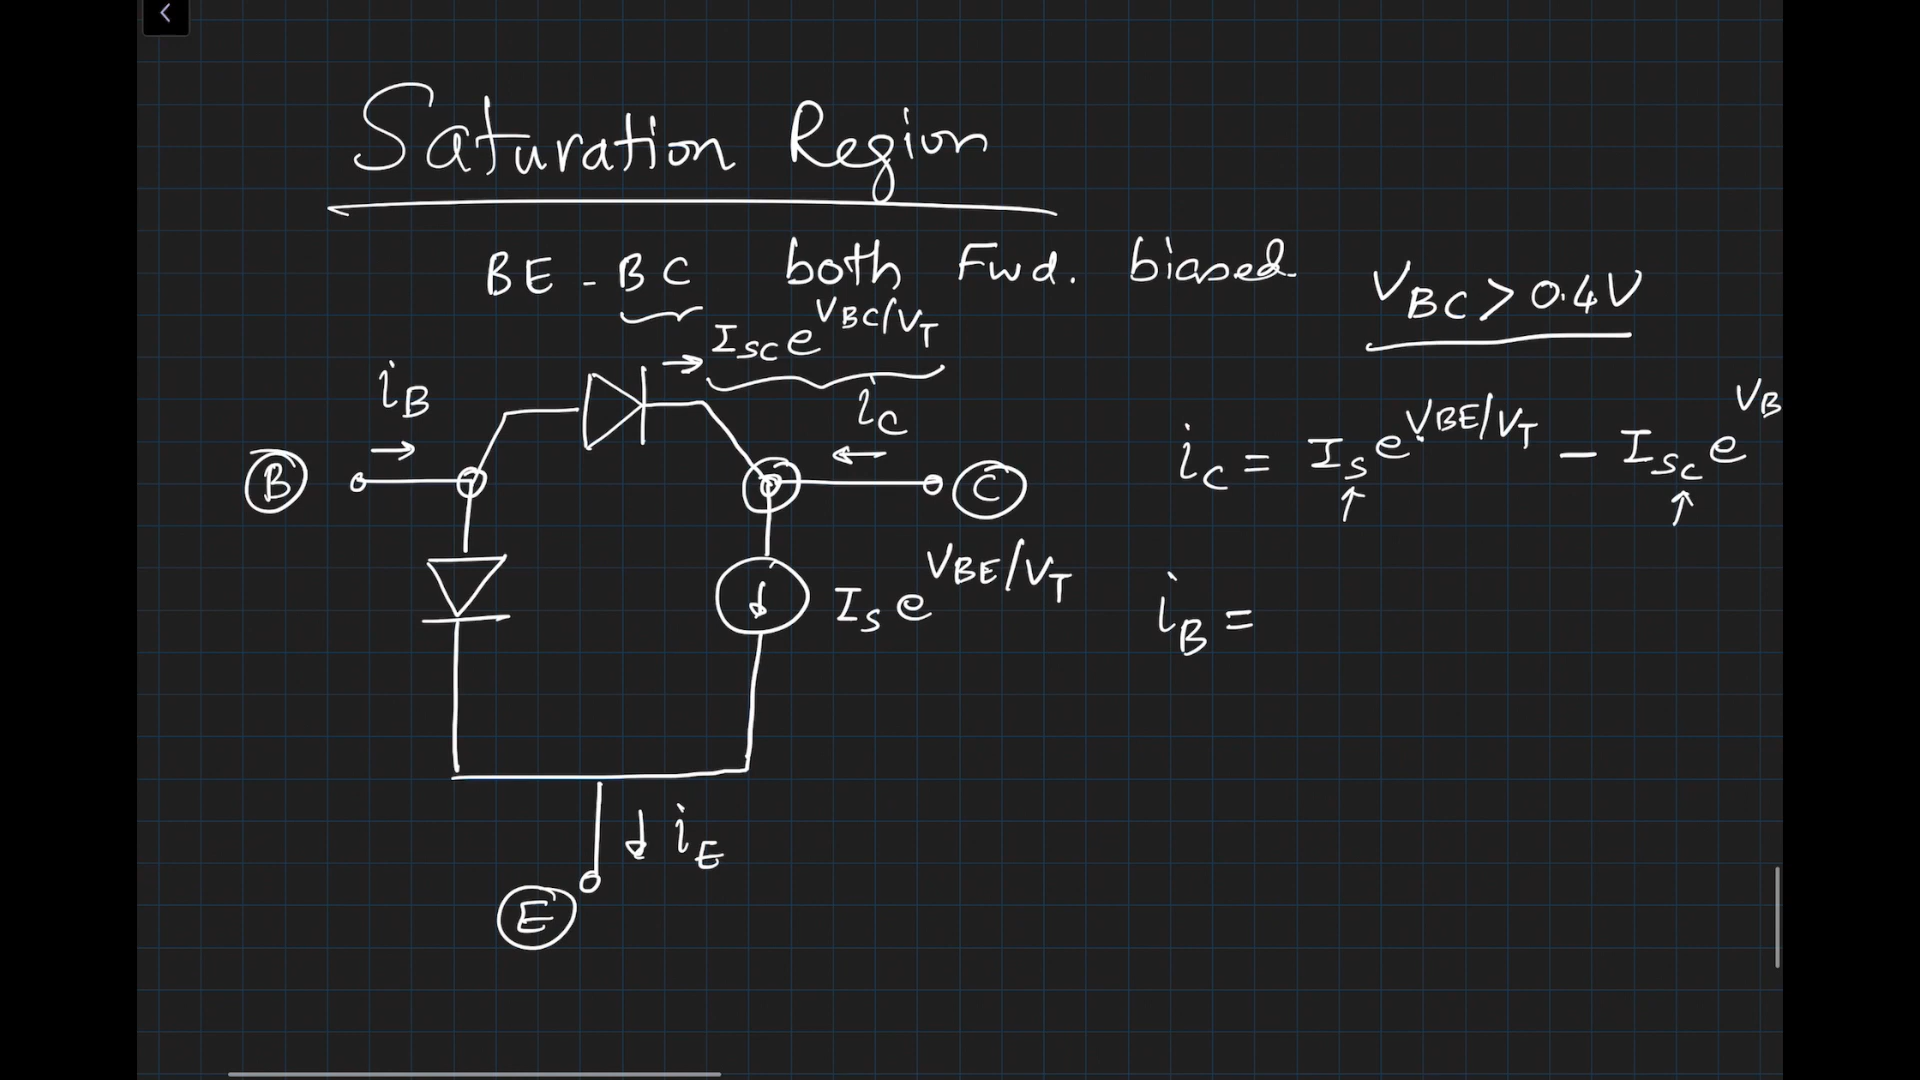 Saturation Region
BE - BC both Fwd. biased
V_BC > 0.4V
I_SC e^V_BC/V_T
i_B
i_C
i_C = I_S e^V_BE/V_T - I_SC e^V_B
B
C
I_S e^V_BE/V_T
i_B =
i_E
E